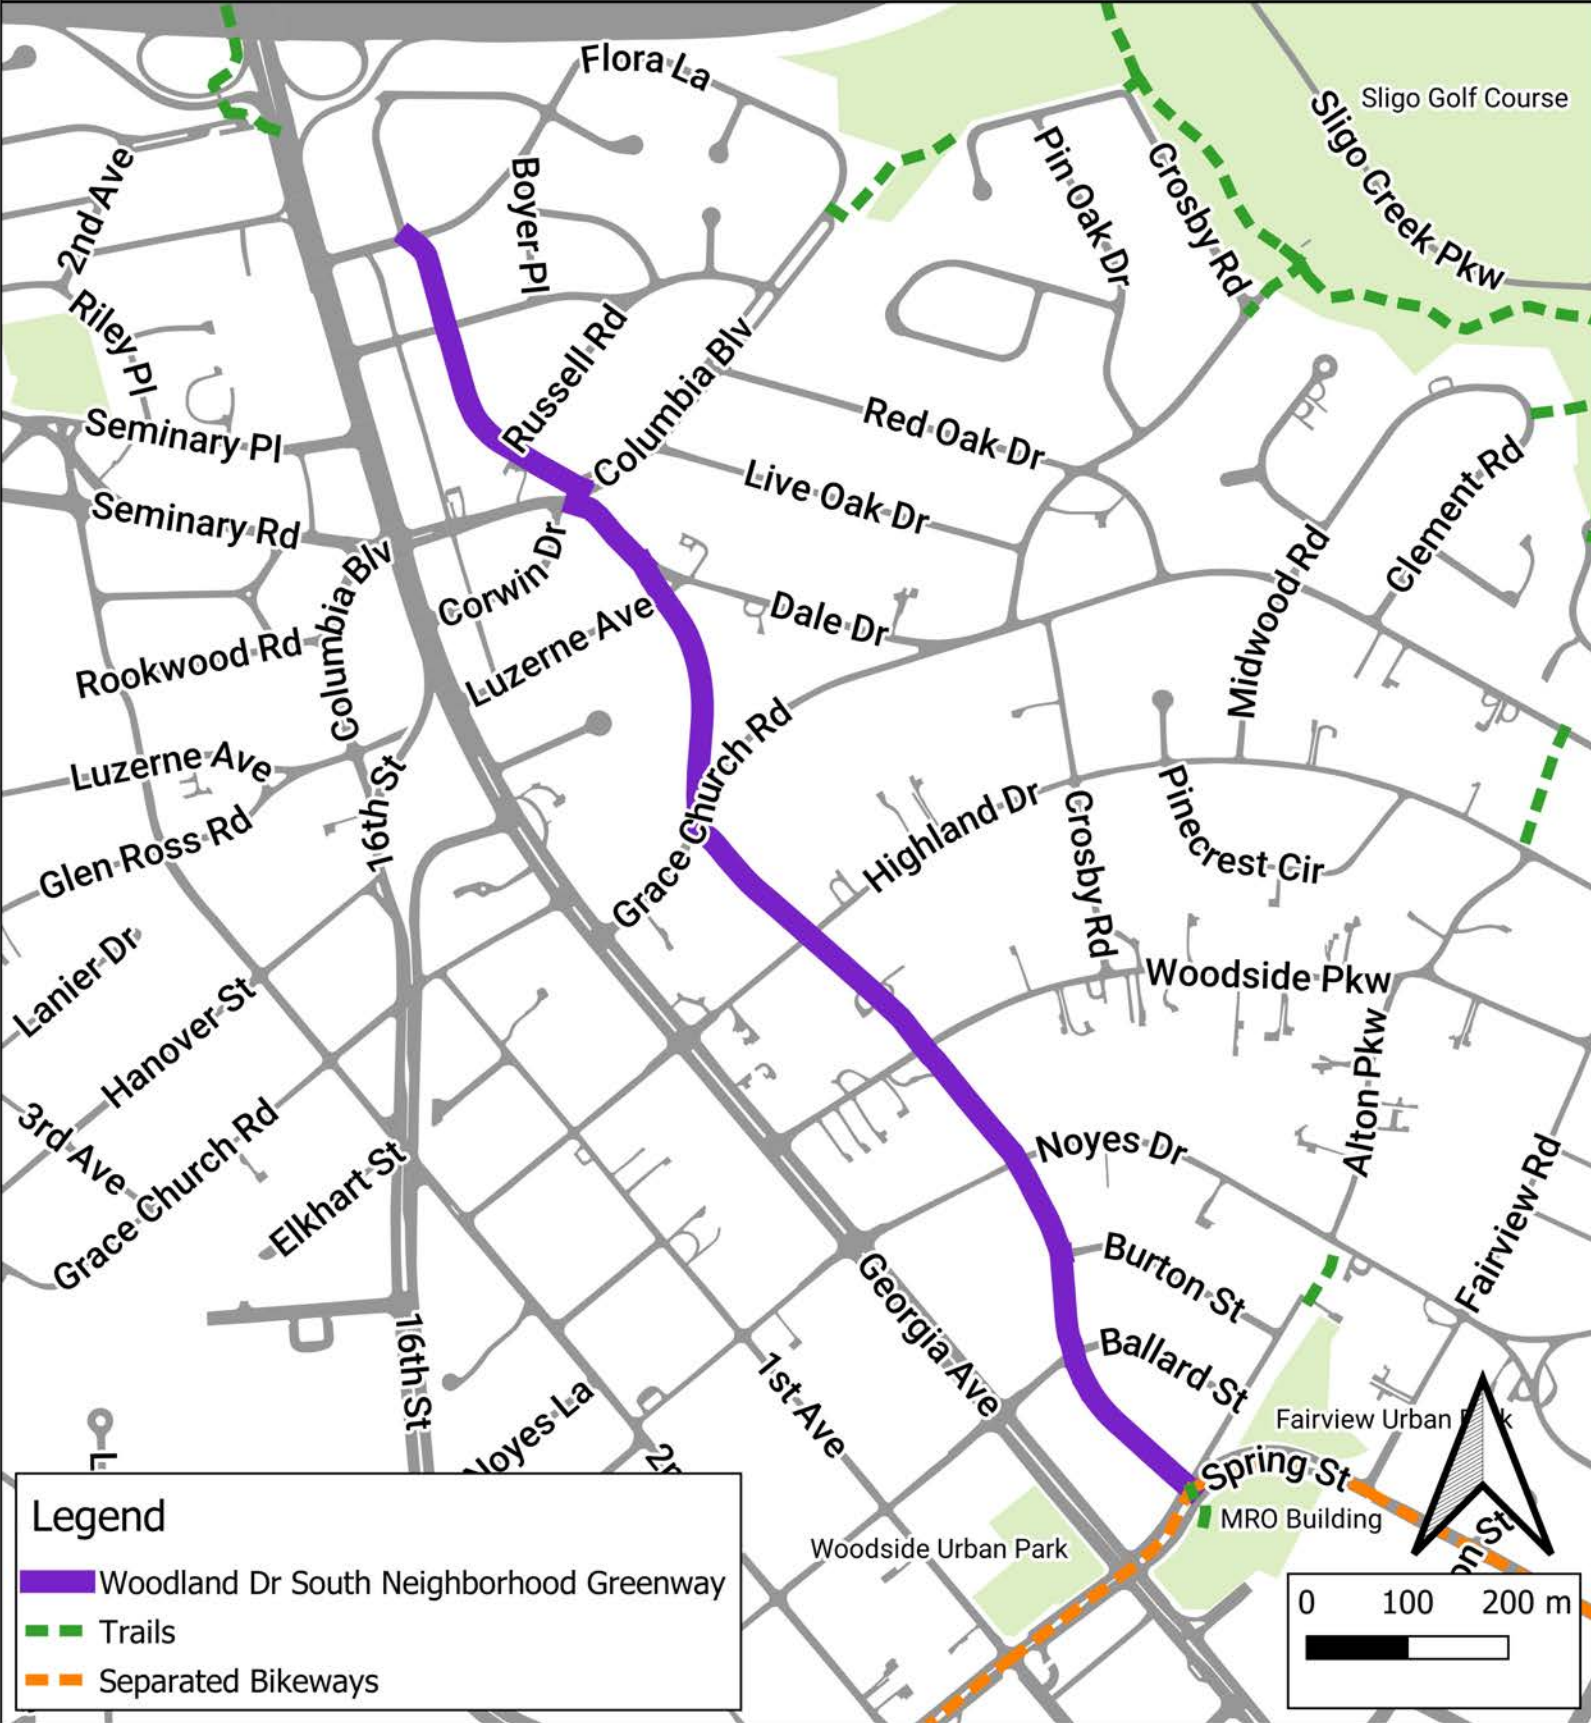 Flora La
Sligo Golf Course
Sligo Creek Pkw
2nd Ave
Boyer Pl
Pin Oak Dr
Crosby Rd
Riley Pl
Russell Rd
Columbia Blv
Seminary Pl
Red Oak Dr
Live Oak Dr
Clement Rd
Seminary Rd
Columbia Blv
Corwin Dr
Luzerne Ave
Dale Dr
Midwood Rd
Rookwood Rd
Luzerne Ave
Grace Church Rd
16th St
Highland Dr
Crosby Rd
Pinecrest Cir
Glen Ross Rd
Lanier Dr
Woodside Pkw
Hanover St
Alton Pkw
3rd Ave
Grace Church Rd
Elkhart St
Noyes Dr
Fairview Rd
Burton St
Georgia Ave
Ballard St
16th St
1st Ave
Noyes La
Fairview Urban
Spring St
MRO Building
Woodside Urban Park
Legend
Woodland Dr South Neighborhood Greenway
Trails
Separated Bikeways
0 100 200 m